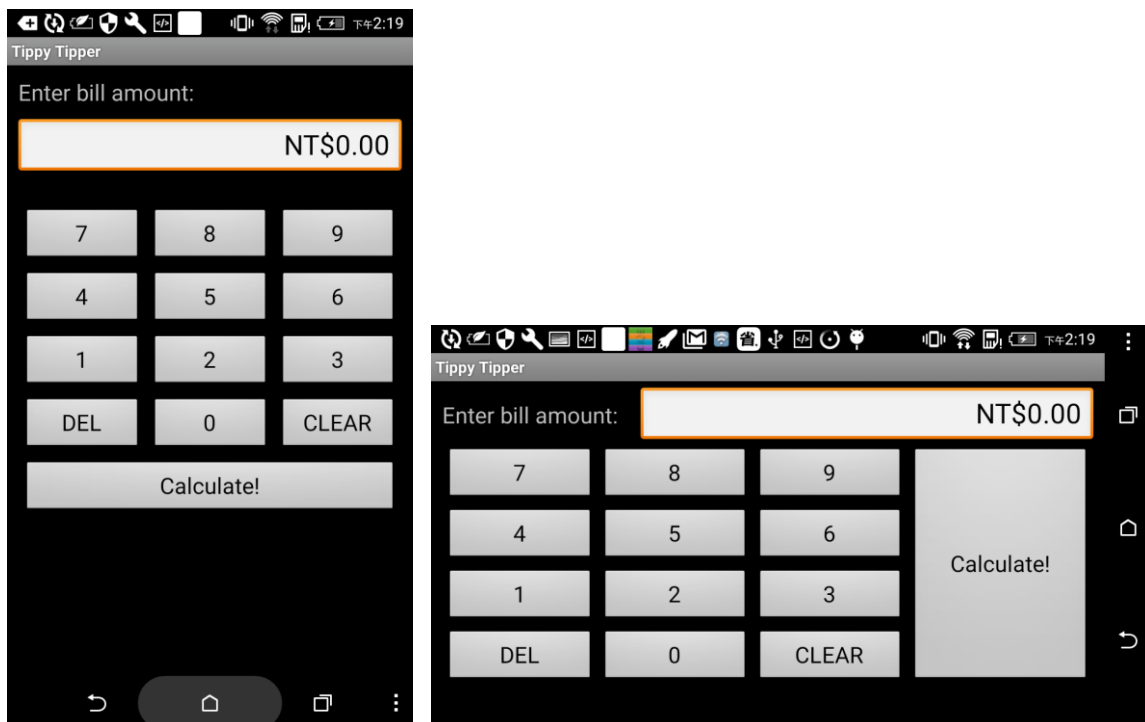 下午2:19
Tippy Tipper
Enter bill amount:
NT$0.00
7 8 9
4 5 6
1 2 3
DEL 0 CLEAR
Calculate!
省 下午2:19
Tippy Tipper
Enter bill amount: NT$0.00
7 8 9
4 5 6
Calculate!
1 2 3
DEL 0 CLEAR